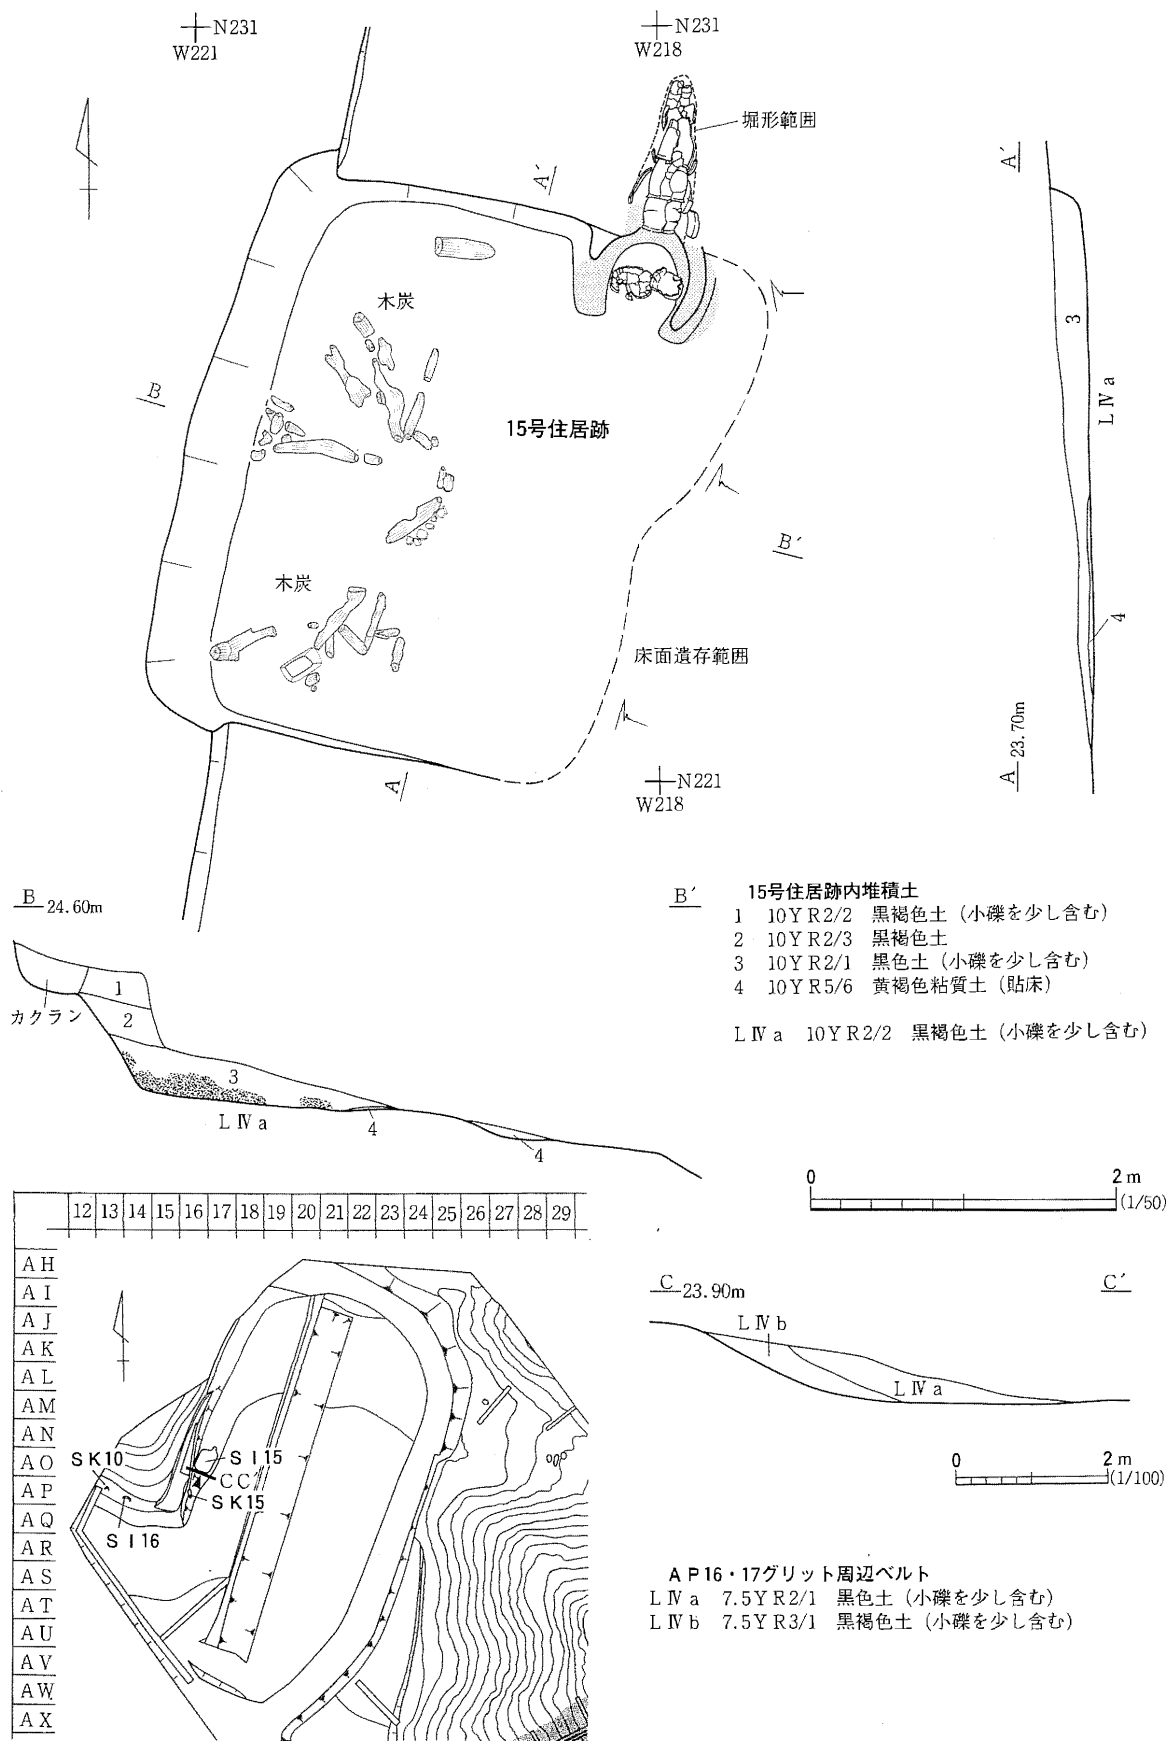 N231
W221
N231
W218
掘形範囲
A′
A′
木炭
3
LⅣa
B
15号住居跡
B′
木炭
4
床面遺存範囲
A 23.70m
A
N221
W218
B 24.60m
B′
15号住居跡内堆積土
1 10YR2/2 黒褐色土（小礫を少し含む）
2 10YR2/3 黒褐色土
3 10YR2/1 黒色土（小礫を少し含む）
4 10YR5/6 黄褐色粘質土（貼床）
LⅣa 10YR2/2 黒褐色土（小礫を少し含む）
1
カクラン
2
3
LⅣa
4
4
0 2m
(1/50)
12 13 14 15 16 17 18 19 20 21 22 23 24 25 26 27 28 29
AH
AI
AJ
AK
AL
AM
AN
AO
AP
AQ
AR
AS
AT
AU
AV
AW
AX
SK10
SI15
CC′
SK15
SI16
C 23.90m
C′
LⅣb
LⅣa
0 2m
(1/100)
AP16・17グリット周辺ベルト
LⅣa 7.5YR2/1 黒色土（小礫を少し含む）
LⅣb 7.5YR3/1 黒褐色土（小礫を少し含む）